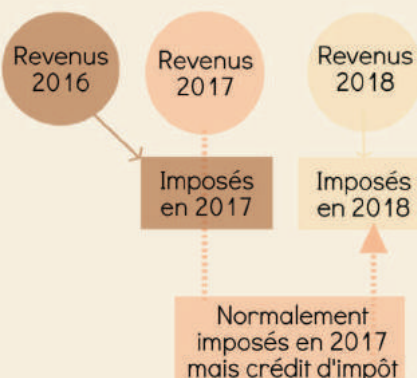 Revenus
2016
Revenus
2017
Revenus
2018
Imposés
en 2017
Imposés
en 2018
Normalement
imposés en 2017
mais crédit d'impôt